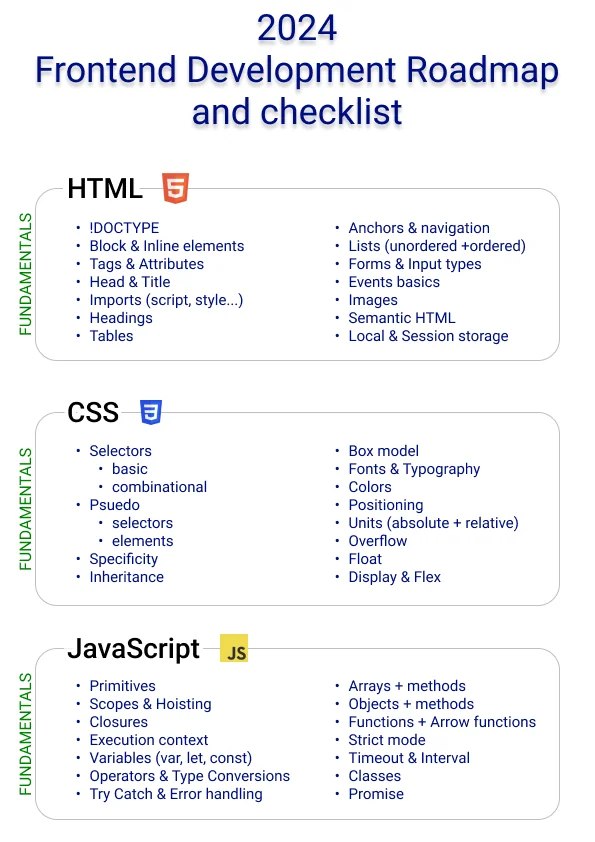 2024
Frontend Development Roadmap
and checklist
HTML
5
FUNDAMENTALS
!DOCTYPE
Block & Inline elements
Tags & Attributes
Head & Title
Imports (script, style...)
Headings
Tables
Anchors & navigation
Lists (unordered +ordered)
Forms & Input types
Events basics
Images
Semantic HTML
Local & Session storage
CSS
3
FUNDAMENTALS
Selectors
basic
combinational
Psuedo
selectors
elements
Specificity
Inheritance
Box model
Fonts & Typography
Colors
Positioning
Units (absolute + relative)
Overflow
Float
Display & Flex
JavaScript
JS
FUNDAMENTALS
Primitives
Scopes & Hoisting
Closures
Execution context
Variables (var, let, const)
Operators & Type Conversions
Try Catch & Error handling
Arrays + methods
Objects + methods
Functions + Arrow functions
Strict mode
Timeout & Interval
Classes
Promise